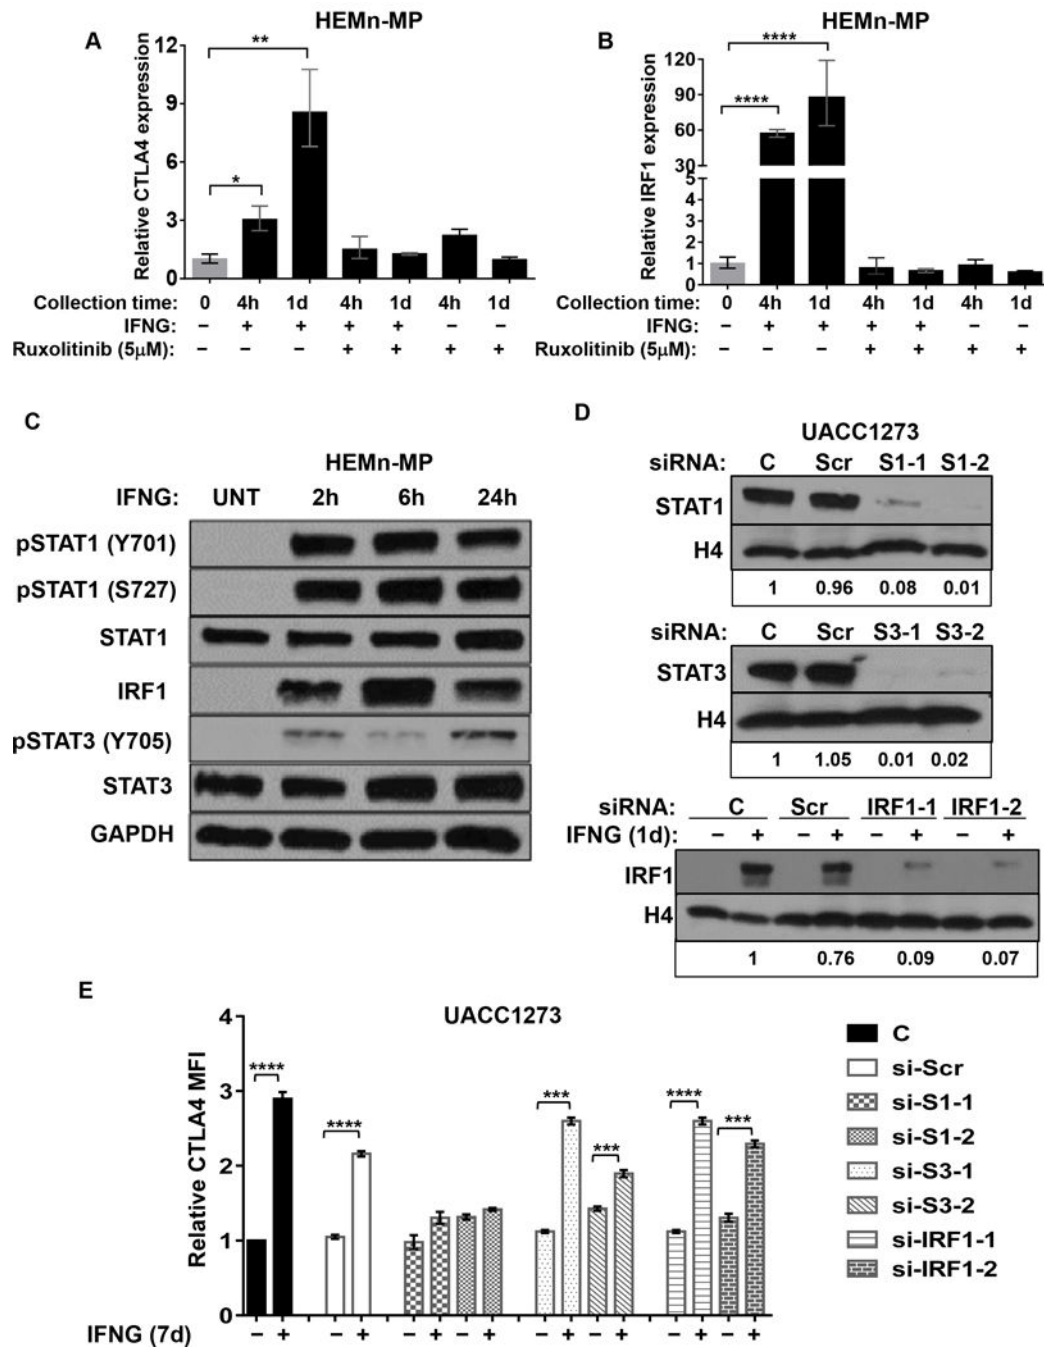 A
HEMn-MP
Relative CTLA4 expression
12
9
6
3
0
**
*
Collection time: 0 4h 1d 4h 1d 4h 1d
IFNG: − + + + + − −
Ruxolitinib (5μM): − − − + + + +
B
HEMn-MP
Relative IRF1 expression
120
90
60
30
5
4
3
2
1
0
****
****
Collection time: 0 4h 1d 4h 1d 4h 1d
IFNG: − + + + + − −
Ruxolitinib (5μM): − − − + + + +
C
HEMn-MP
IFNG: UNT 2h 6h 24h
pSTAT1 (Y701)
pSTAT1 (S727)
STAT1
IRF1
pSTAT3 (Y705)
STAT3
GAPDH
D
UACC1273
siRNA: C Scr S1-1 S1-2
STAT1
H4
1 0.96 0.08 0.01
siRNA: C Scr S3-1 S3-2
STAT3
H4
1 1.05 0.01 0.02
siRNA: C Scr IRF1-1 IRF1-2
IFNG (1d): − + − + − + − +
IRF1
H4
1 0.76 0.09 0.07
E
UACC1273
Relative CTLA4 MFI
4
3
2
1
0
****
****
***
***
****
***
IFNG (7d) − + − + − + − + − + − + − + − +
C
si-Scr
si-S1-1
si-S1-2
si-S3-1
si-S3-2
si-IRF1-1
si-IRF1-2